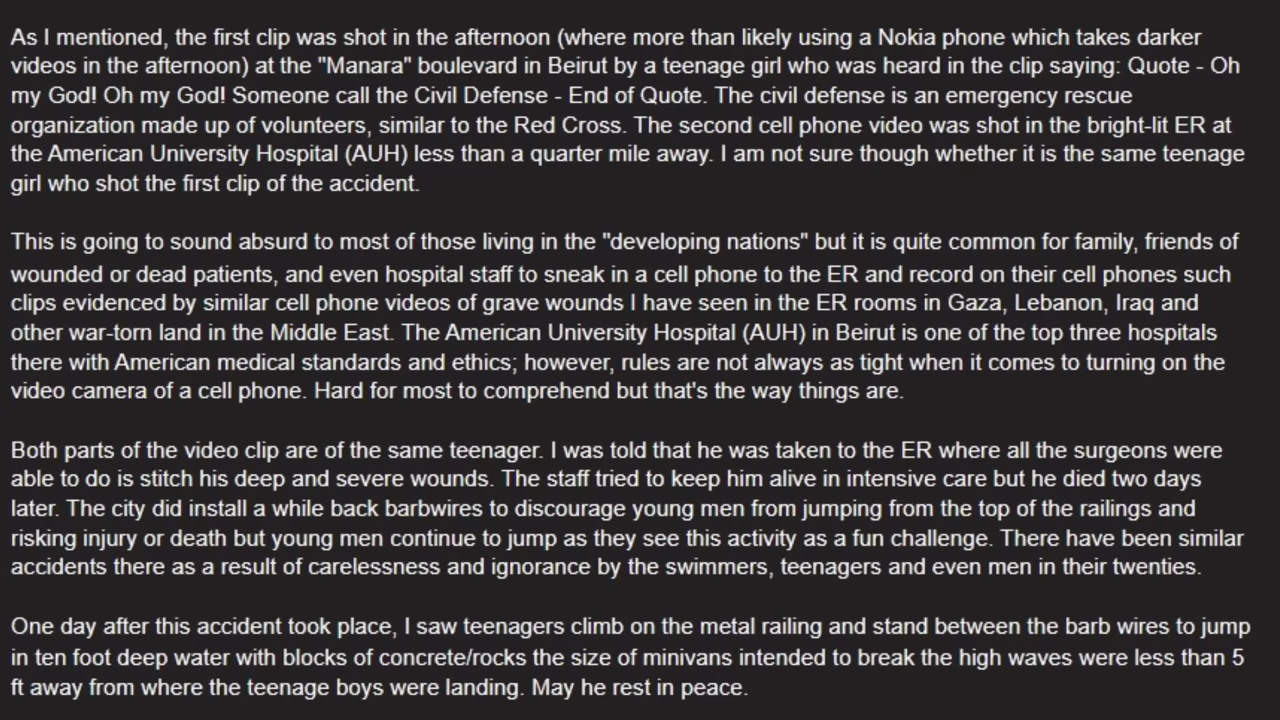 As I mentioned, the first clip was shot in the afternoon (where more than likely using a Nokia phone which takes darker
videos in the afternoon) at the "Manara" boulevard in Beirut by a teenage girl who was heard in the clip saying: Quote - Oh
my God! Oh my God! Someone call the Civil Defense - End of Quote. The civil defense is an emergency rescue
organization made up of volunteers, similar to the Red Cross. The second cell phone video was shot in the bright-lit ER at
the American University Hospital (AUH) less than a quarter mile away. I am not sure though whether it is the same teenage
girl who shot the first clip of the accident.
This is going to sound absurd to most of those living in the "developing nations" but it is quite common for family, friends of
wounded or dead patients, and even hospital staff to sneak in a cell phone to the ER and record on their cell phones such
clips evidenced by similar cell phone videos of grave wounds I have seen in the ER rooms in Gaza, Lebanon, Iraq and
other war-torn land in the Middle East. The American University Hospital (AUH) in Beirut is one of the top three hospitals
there with American medical standards and ethics; however, rules are not always as tight when it comes to turning on the
video camera of a cell phone. Hard for most to comprehend but that's the way things are.
Both parts of the video clip are of the same teenager. I was told that he was taken to the ER where all the surgeons were
able to do is stitch his deep and severe wounds. The staff tried to keep him alive in intensive care but he died two days
later. The city did install a while back barbwires to discourage young men from jumping from the top of the railings and
risking injury or death but young men continue to jump as they see this activity as a fun challenge. There have been similar
accidents there as a result of carelessness and ignorance by the swimmers, teenagers and even men in their twenties.
One day after this accident took place, I saw teenagers climb on the metal railing and stand between the barb wires to jump
in ten foot deep water with blocks of concrete/rocks the size of minivans intended to break the high waves were less than 5
ft away from where the teenage boys were landing. May he rest in peace.